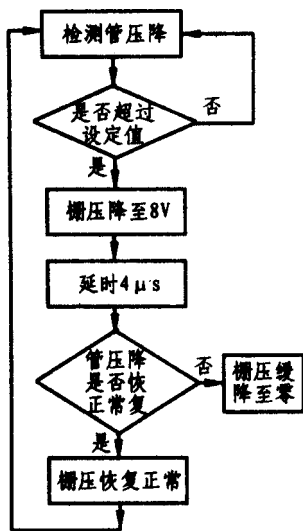 检测管压降
是否超过
设定值
否
是
栅压降至8V
延时4μs
管压降
是否恢
正常复
否
栅压缓
降至零
是
栅压恢复正常